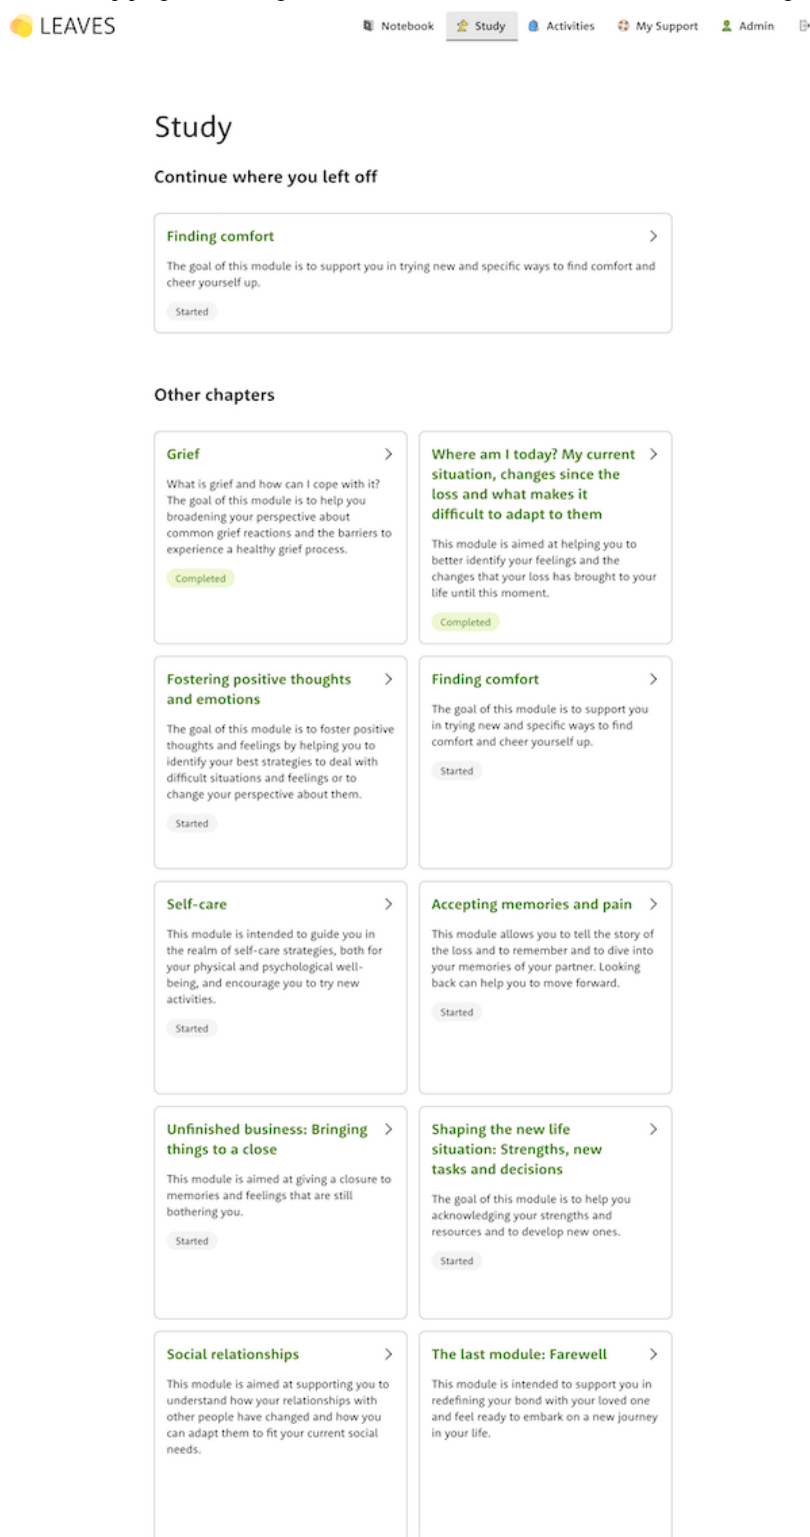 LEAVES
Notebook
Study
Activities
My Support
Admin
Study
Continue where you left off
Finding comfort
The goal of this module is to support you in trying new and specific ways to find comfort and
cheer yourself up.
Started
Other chapters
Grief
What is grief and how can I cope with it?
The goal of this module is to help you
broadening your perspective about
common grief reactions and the barriers to
experience a healthy grief process.
Completed
Where am I today? My current
situation, changes since the
loss and what makes it
difficult to adapt to them
This module is aimed at helping you to
better identify your feelings and the
changes that your loss has brought to your
life until this moment.
Completed
Fostering positive thoughts
and emotions
The goal of this module is to foster positive
thoughts and feelings by helping you to
identify your best strategies to deal with
difficult situations and feelings or to
change your perspective about them.
Started
Finding comfort
The goal of this module is to support you
in trying new and specific ways to find
comfort and cheer yourself up.
Started
Self-care
This module is intended to guide you in
the realm of self-care strategies, both for
your physical and psychological well-
being, and encourage you to try new
activities.
Started
Accepting memories and pain
This module allows you to tell the story of
the loss and to remember and to dive into
your memories of your partner. Looking
back can help you to move forward.
Started
Unfinished business: Bringing
things to a close
This module is aimed at giving a closure to
memories and feelings that are still
bothering you.
Started
Shaping the new life
situation: Strengths, new
tasks and decisions
The goal of this module is to help you
acknowledging your strengths and
resources and to develop new ones.
Started
Social relationships
This module is aimed at supporting you to
understand how your relationships with
other people have changed and how you
can adapt them to fit your current social
needs.
The last module: Farewell
This module is intended to support you in
redefining your bond with your loved one
and feel ready to embark on a new journey
in your life.